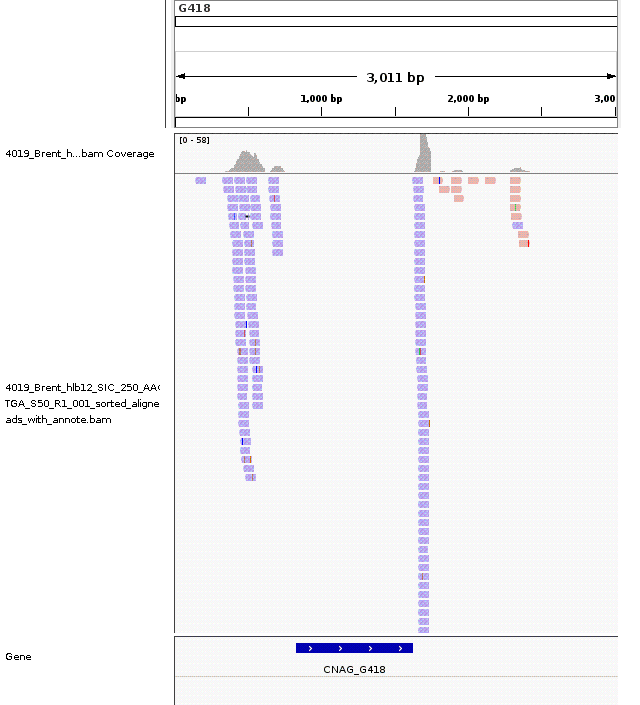 G418
3,011 bp
bp
1,000 bp
2,000 bp
3,00
[0 - 58]
4019_Brent_h...bam Coverage
4019_Brent_hlb12_SIC_250_AAC
TGA_S50_R1_001_sorted_aligne
ads_with_annote.bam
Gene
CNAG_G418